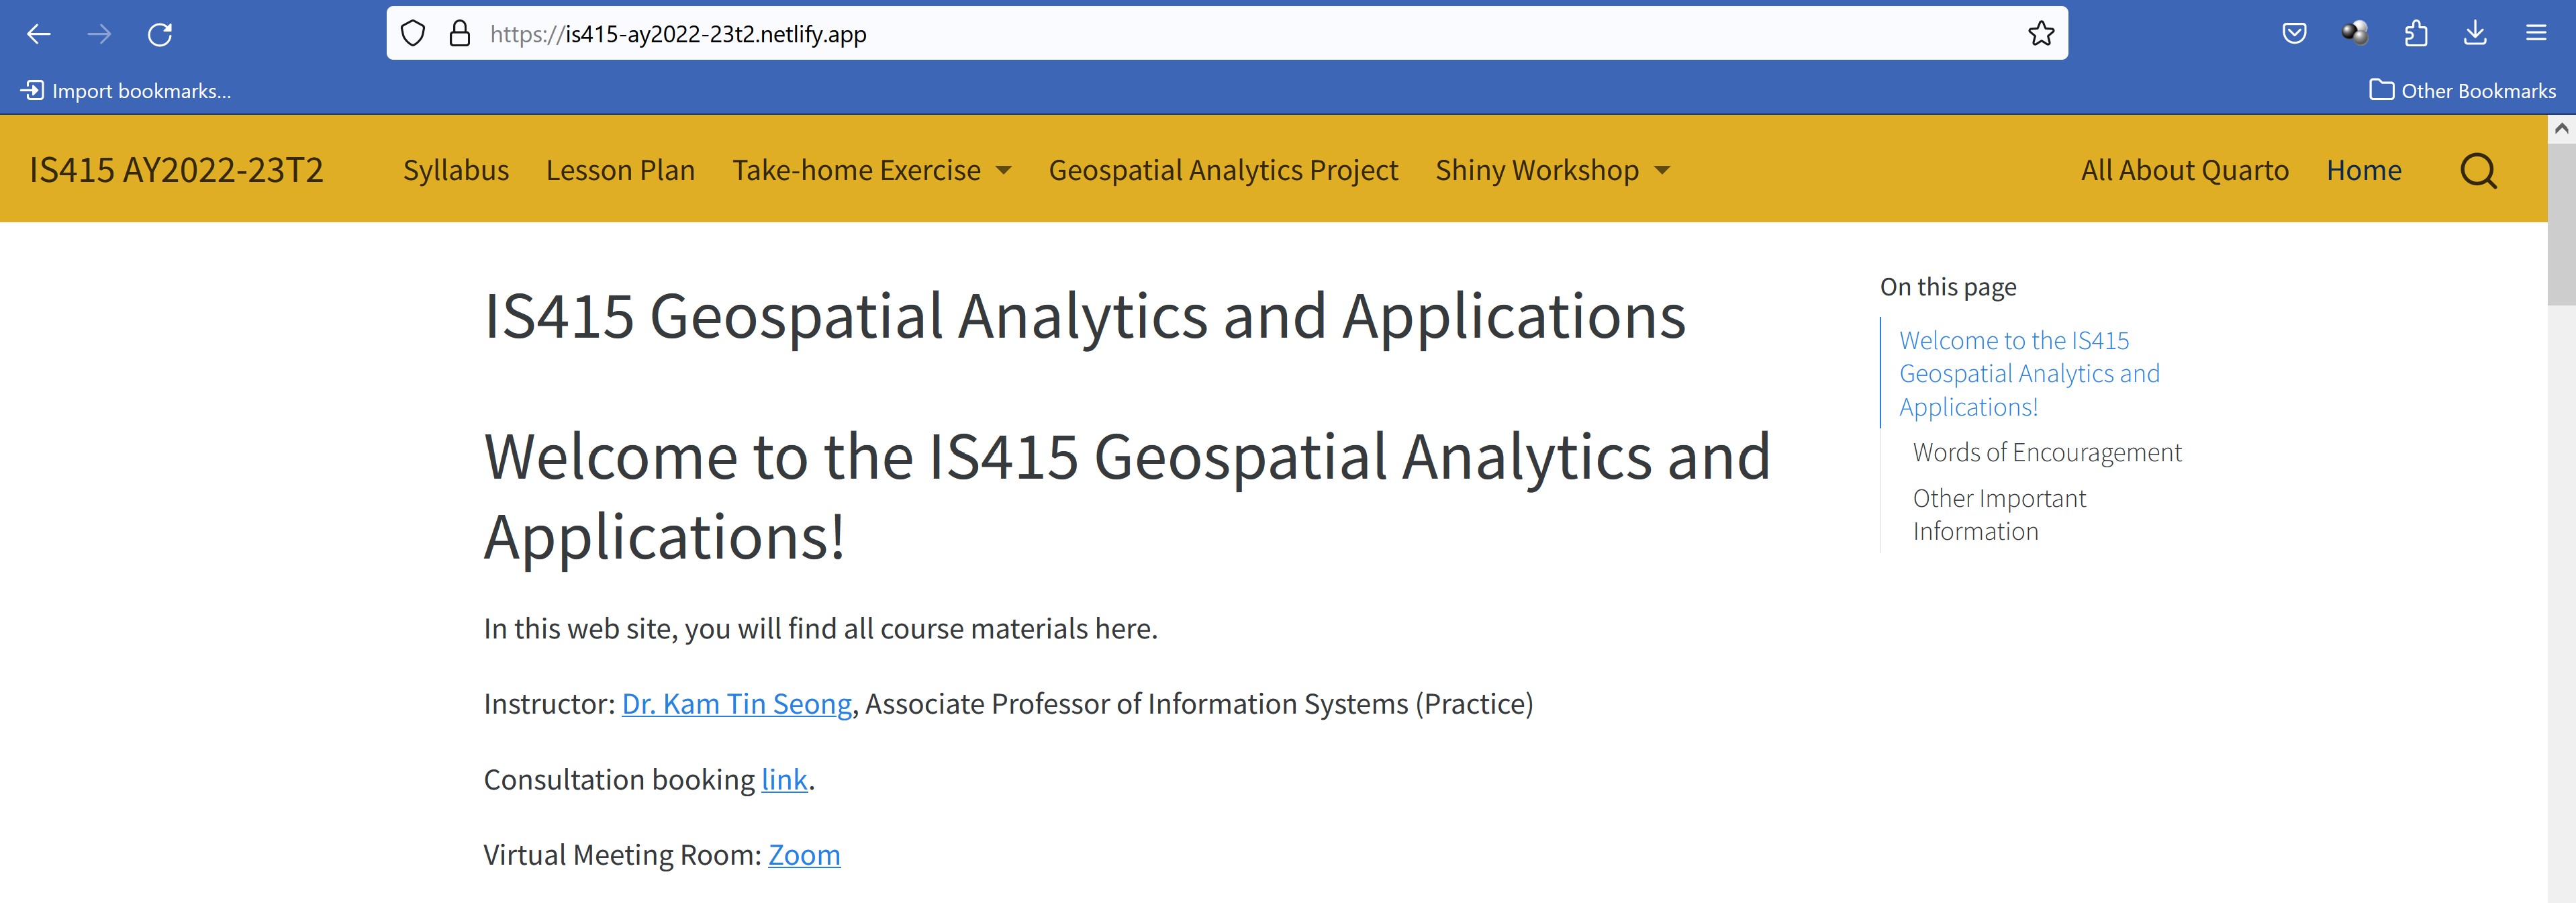 https://is415-ay2022-23t2.netlify.app
Import bookmarks...
Other Bookmarks
IS415 AY2022-23T2
Syllabus
Lesson Plan
Take-home Exercise
Geospatial Analytics Project
Shiny Workshop
All About Quarto
Home
IS415 Geospatial Analytics and Applications
Welcome to the IS415 Geospatial Analytics and
Applications!
In this web site, you will find all course materials here.
Instructor: Dr. Kam Tin Seong, Associate Professor of Information Systems (Practice)
Consultation booking link.
Virtual Meeting Room: Zoom
On this page
Welcome to the IS415
Geospatial Analytics and
Applications!
Words of Encouragement
Other Important
Information